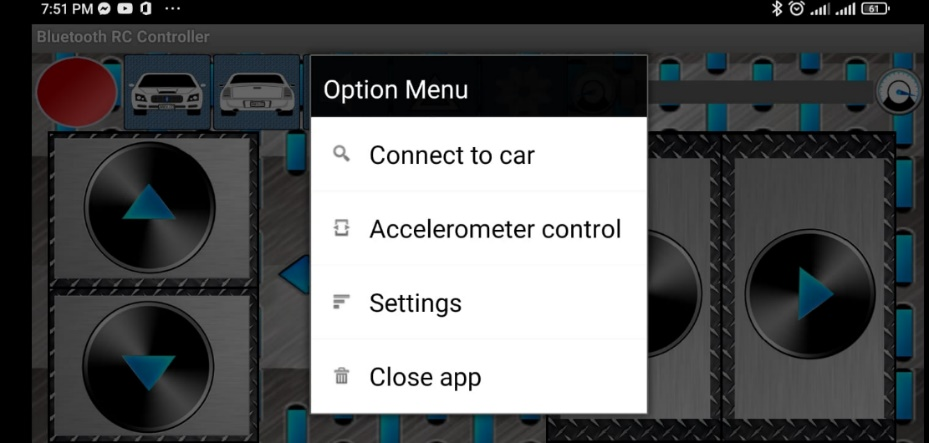 7:51 PM ...
61
Bluetooth RC Controller
Option Menu
Connect to car
Accelerometer control
Settings
Close app